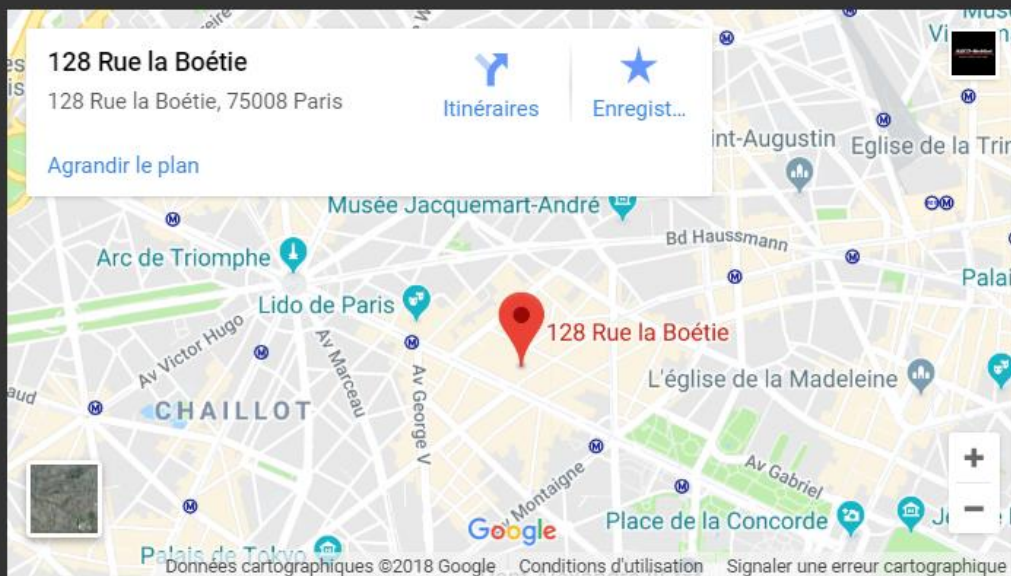 128 Rue la Boétie
128 Rue la Boétie, 75008 Paris
Itinéraires
Enregist...
Agrandir le plan
int-Augustin
Eglise de la Trin
Musée Jacquemart-André
Bd Haussmann
Arc de Triomphe
Lido de Paris
Palai
128 Rue la Boétie
Av Victor Hugo
Av Marceau
Av George V
L'église de la Madeleine
CHAILLOT
Av Gabriel
Montaigne
Google
Place de la Concorde
Palais de Tokyo
Données cartographiques ©2018 Google
Conditions d'utilisation
Signaler une erreur cartographique